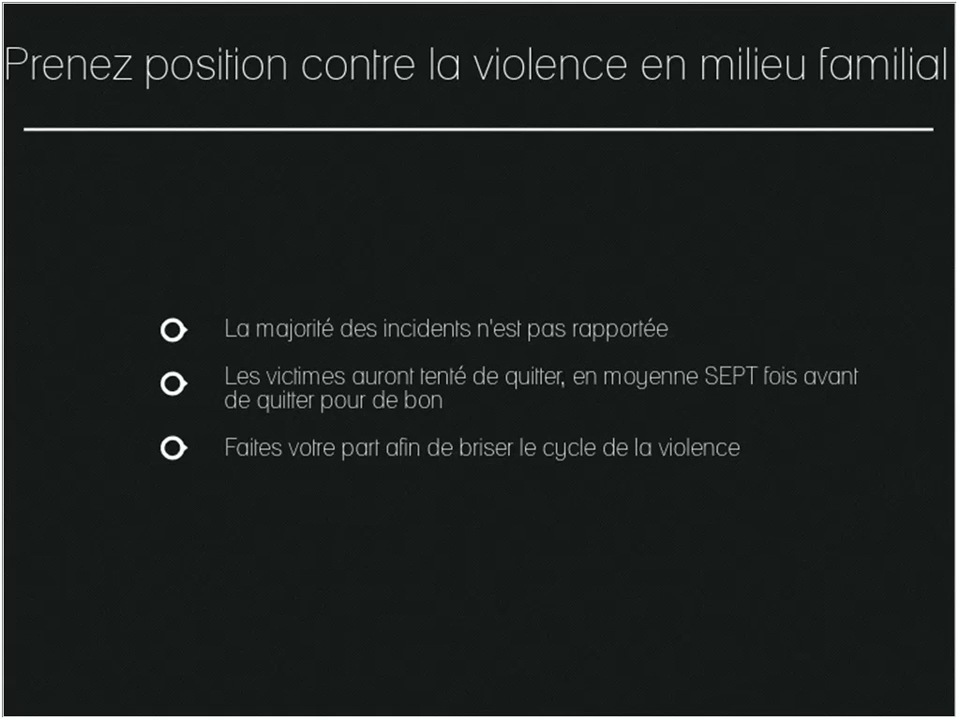 Prenez position contre la violence en milieu familial
La majorité des incidents n'est pas rapportée
Les victimes auront tenté de quitter, en moyenne SEPT fois avant
de quitter pour de bon
Faites votre part afin de briser le cycle de la violence